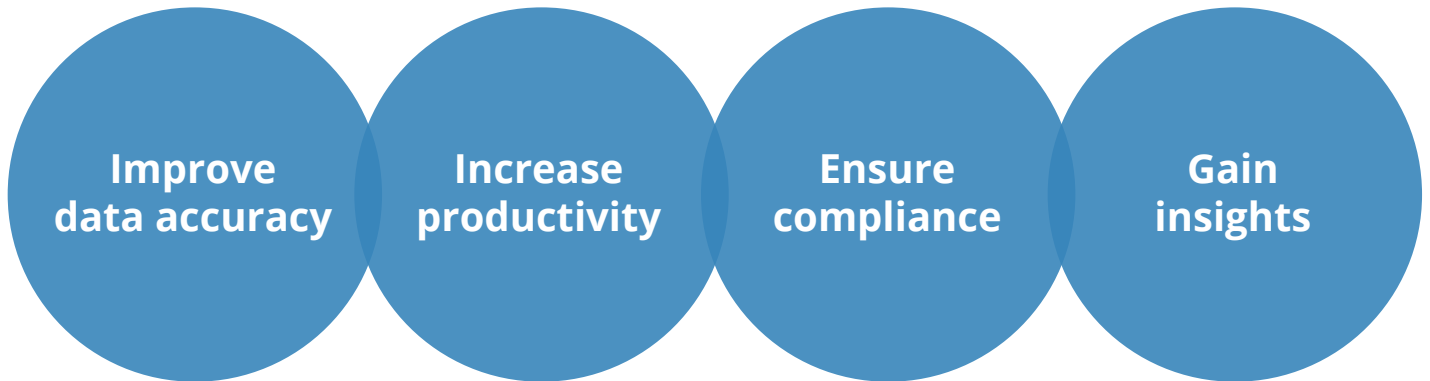 Improve
data accuracy
Increase
productivity
Ensure
compliance
Gain
insights